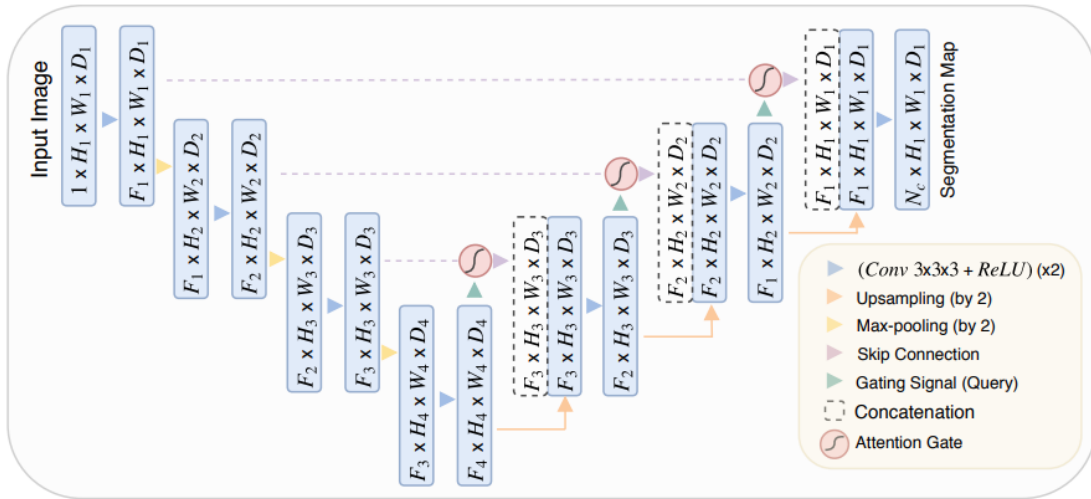 Input Image
1 x H₁ x W₁ x D₁
F₁ x H₁ x W₁ x D₁
F₁ x H₂ x W₂ x D₂
F₂ x H₂ x W₂ x D₂
F₂ x H₃ x W₃ x D₃
F₃ x H₃ x W₃ x D₃
F₃ x H₄ x W₄ x D₄
F₄ x H₄ x W₄ x D₄
F₃ x H₃ x W₃ x D₃
F₃ x H₃ x W₃ x D₃
F₂ x H₃ x W₃ x D₃
F₂ x H₂ x W₂ x D₂
F₂ x H₂ x W₂ x D₂
F₁ x H₂ x W₂ x D₂
F₁ x H₁ x W₁ x D₁
F₁ x H₁ x W₁ x D₁
N_c x H₁ x W₁ x D₁
Segmentation Map
(Conv 3x3x3 + ReLU) (x2)
Upsampling (by 2)
Max-pooling (by 2)
Skip Connection
Gating Signal (Query)
Concatenation
Attention Gate